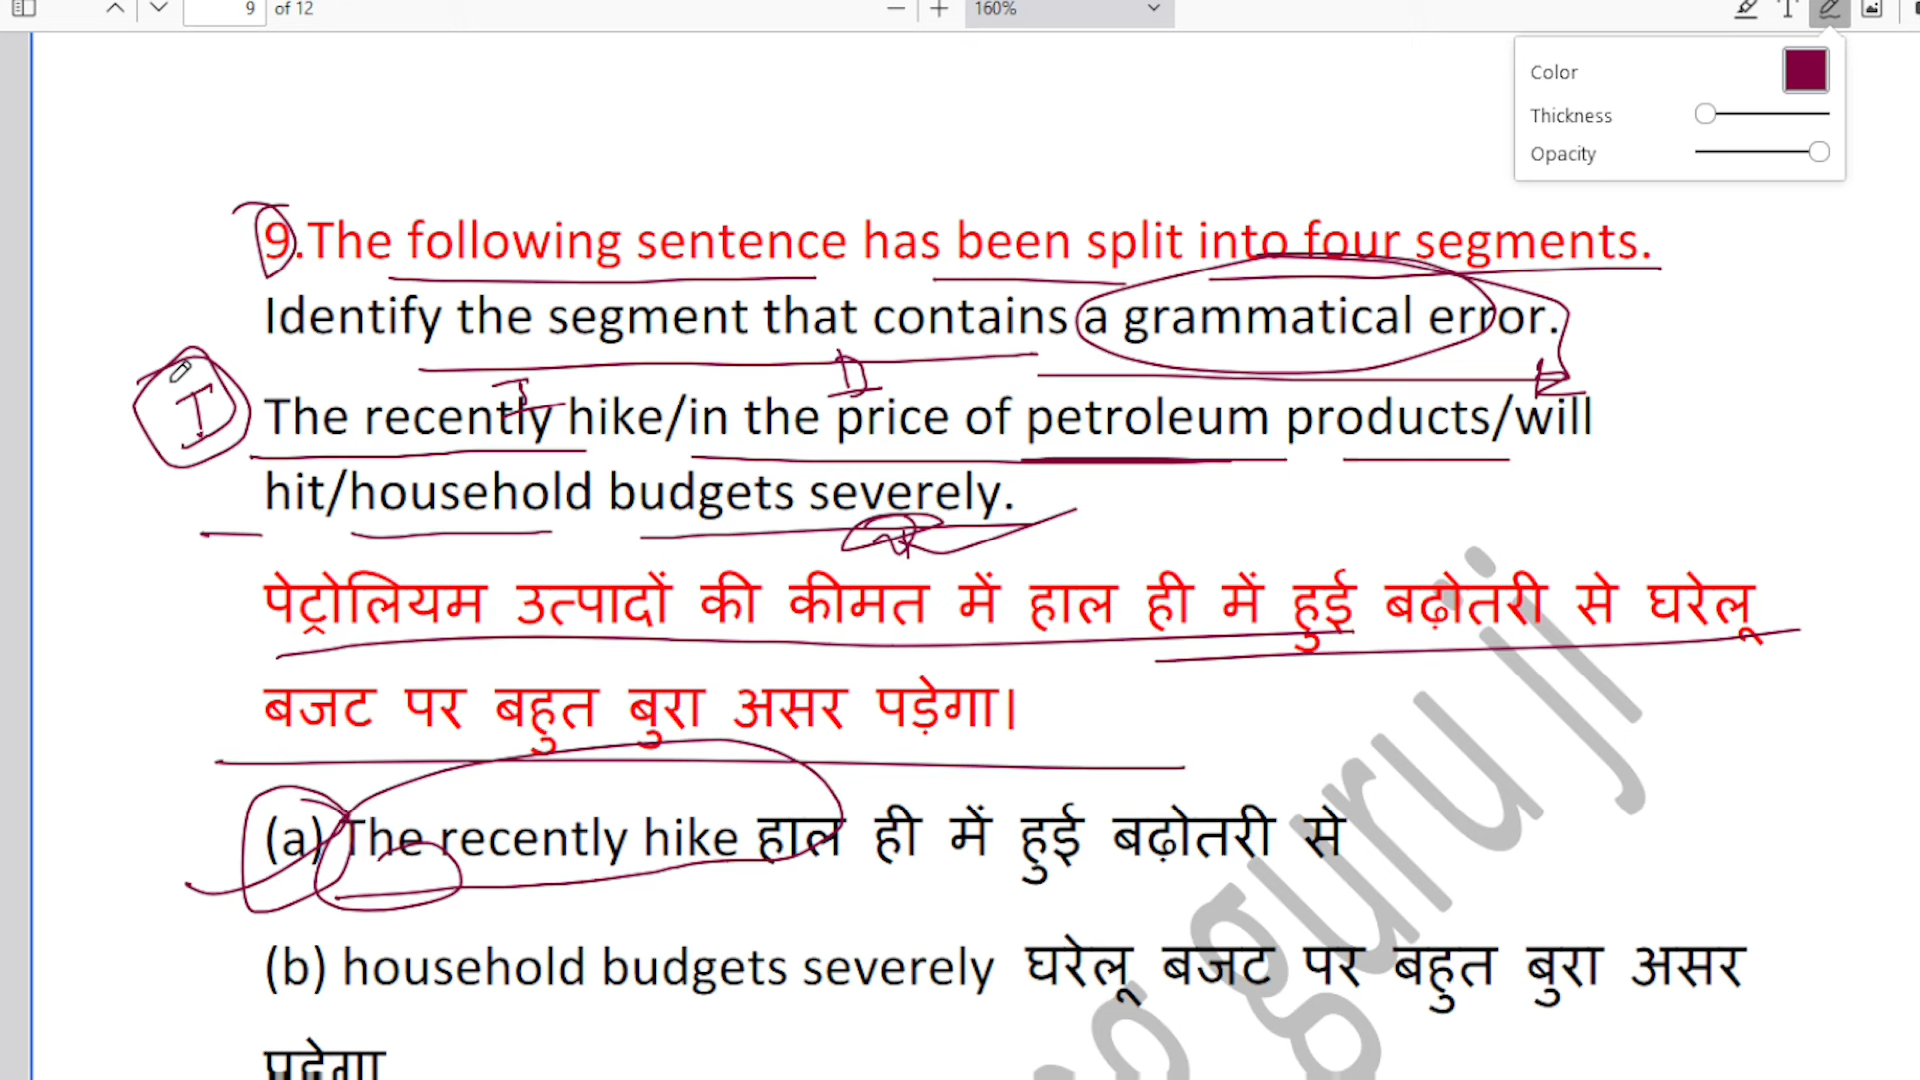 9 of 12
160%
Color
Thickness
Opacity
9.The following sentence has been split into four segments.
Identify the segment that contains a grammatical error.
I
The recently hike/in the price of petroleum products/will
hit/household budgets severely.
पेट्रोलियम उत्पादों की कीमत में हाल ही में हुई बढ़ोतरी से घरेलू
बजट पर बहुत बुरा असर पड़ेगा।
(a) The recently hike हाल ही में हुई बढ़ोतरी से
(b) household budgets severely घरेलू बजट पर बहुत बुरा असर
पड़ेगा
guru ji